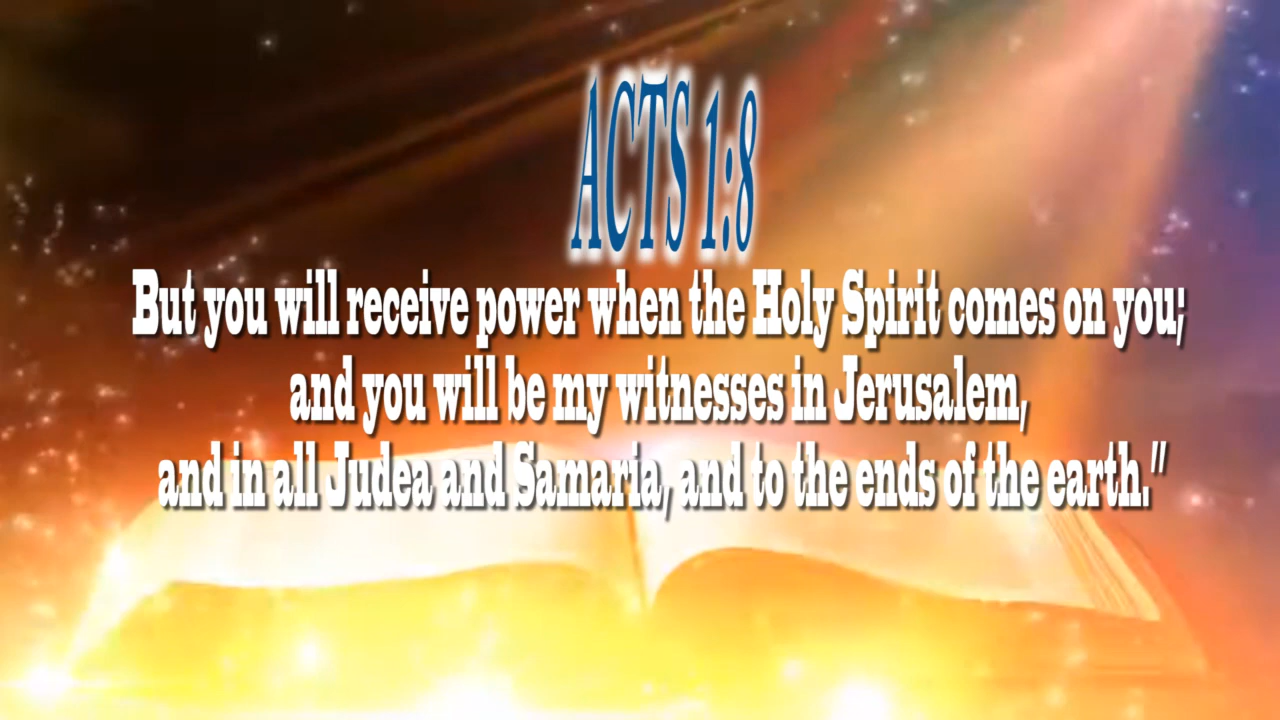 ACTS 1:8
But you will receive power when the Holy Spirit comes on you;
and you will be my witnesses in Jerusalem,
and in all Judea and Samaria, and to the ends of the earth."